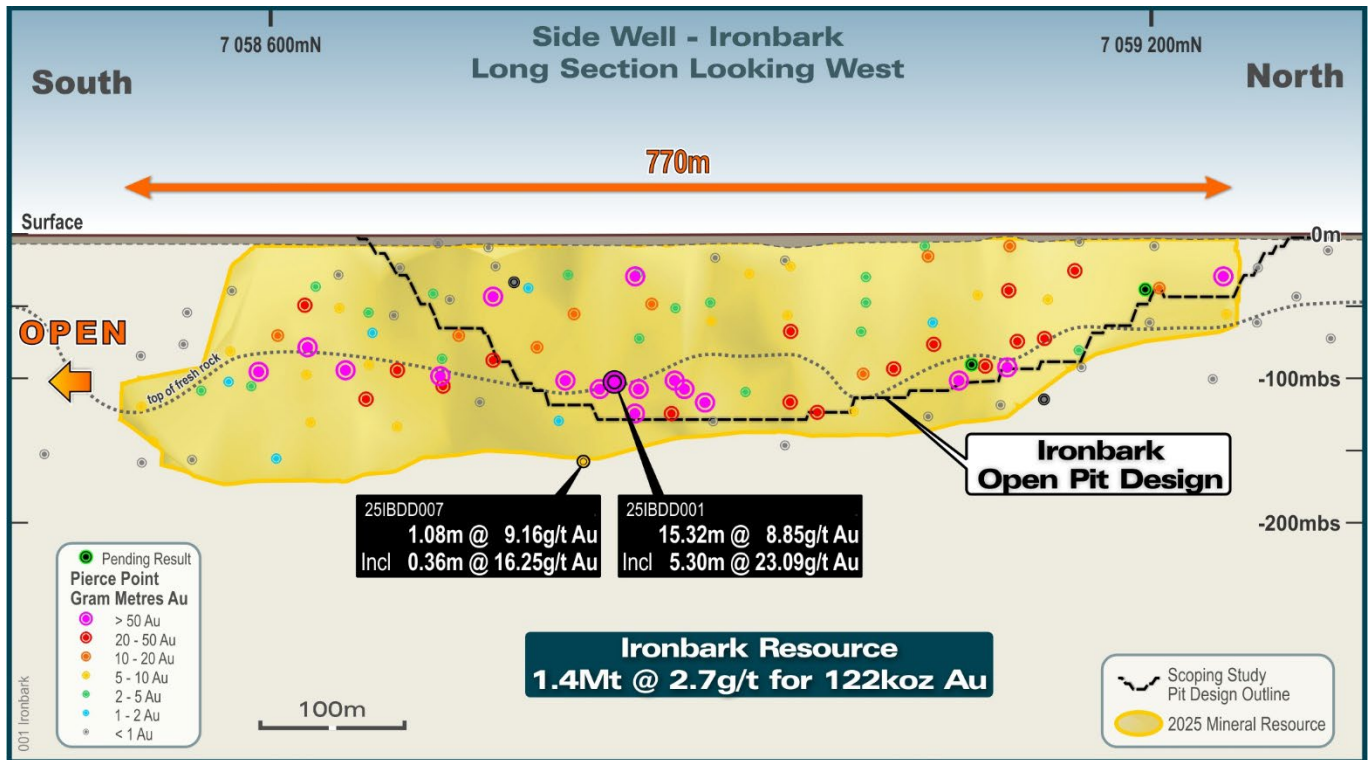 7 058 600mN
Side Well - Ironbark
Long Section Looking West
7 059 200mN
South
North
770m
Surface
0m
OPEN
top of fresh rock
-100mbs
Ironbark
Open Pit Design
25IBDD007
1.08m @ 9.16g/t Au
Incl 0.36m @ 16.25g/t Au
25IBDD001
15.32m @ 8.85g/t Au
Incl 5.30m @ 23.09g/t Au
-200mbs
Pending Result
Pierce Point
Gram Metres Au
> 50 Au
20 - 50 Au
10 - 20 Au
5 - 10 Au
2 - 5 Au
1 - 2 Au
< 1 Au
Ironbark Resource
1.4Mt @ 2.7g/t for 122koz Au
Scoping Study
Pit Design Outline
2025 Mineral Resource
100m
001 Ironbark